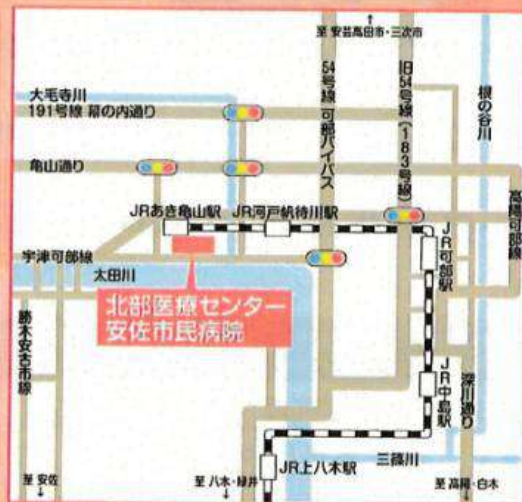 至 安芸高田市・三次市
大毛寺川
191号線 幕の内通り
54号線 可部バイパス
旧54号線(183号線)
根の谷川
亀山通り
高陽可部線
JRあき亀山駅
JR河戸帆待川駅
JR可部駅
宇津可部線
太田川
北部医療センター
安佐市民病院
勝木安古市線
JR中島駅
深川通り
三篠川
JR上八木駅
至 安佐
至 八木・緑井
至 高陽・白木